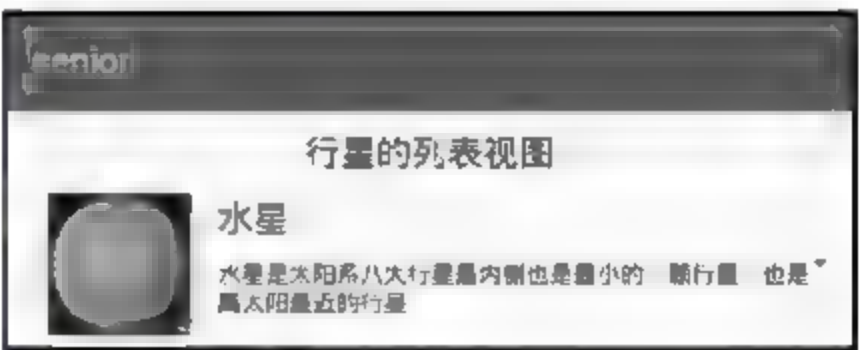 senior
行星的列表视图
水星
水星是太阳系八大行星最内侧也是最小的 颗行星 也是
离太阳最近的行星